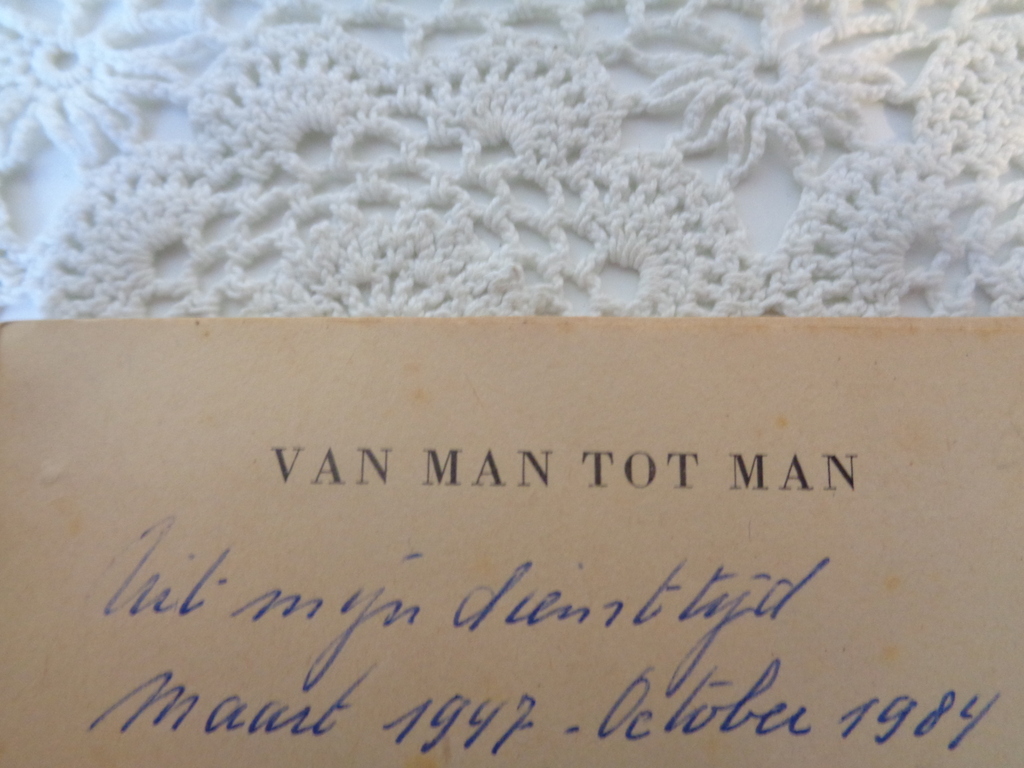 VAN MAN TOT MAN
Uit mijn diensttijd
Maart 1947 - October 1984